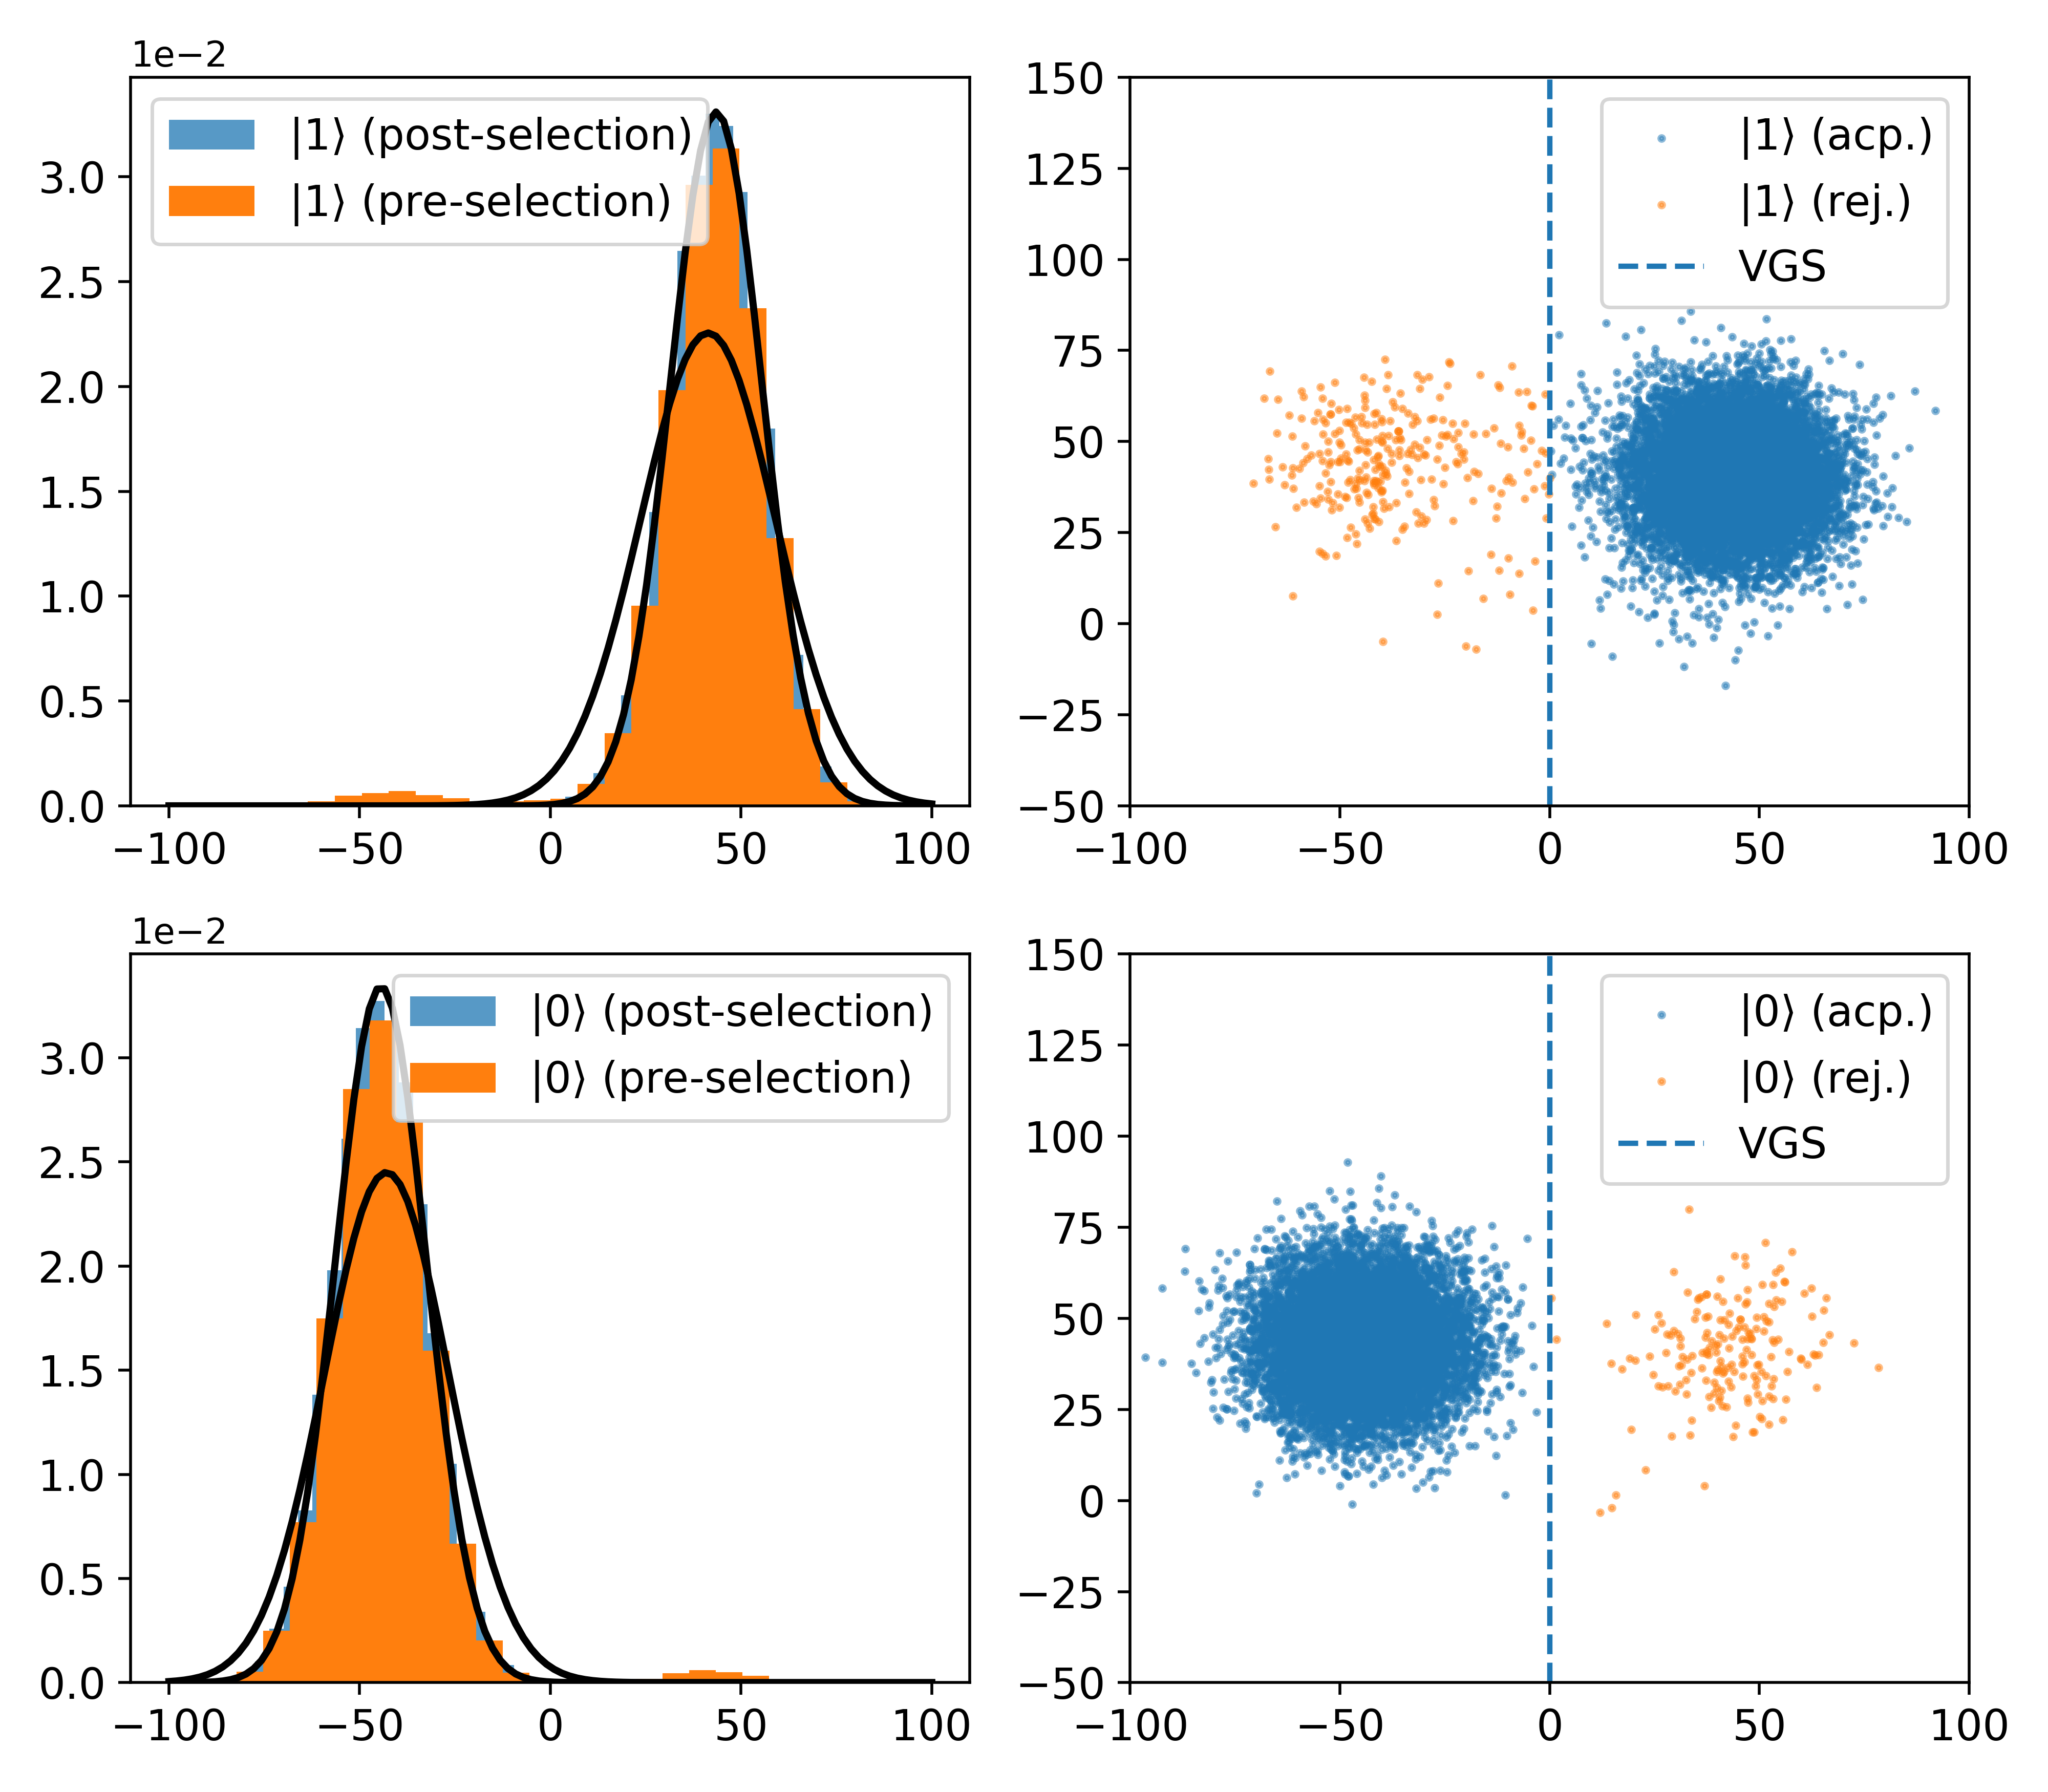 1e−2
|1⟩ (post-selection)
|1⟩ (pre-selection)
3.0
2.5
2.0
1.5
1.0
0.5
0.0
−100 −50 0 50 100
150
125
100
75
50
25
0
−25
−50
|1⟩ (acp.)
|1⟩ (rej.)
VGS
−100 −50 0 50 100
1e−2
|0⟩ (post-selection)
|0⟩ (pre-selection)
3.0
2.5
2.0
1.5
1.0
0.5
0.0
−100 −50 0 50 100
150
125
100
75
50
25
0
−25
−50
|0⟩ (acp.)
|0⟩ (rej.)
VGS
−100 −50 0 50 100